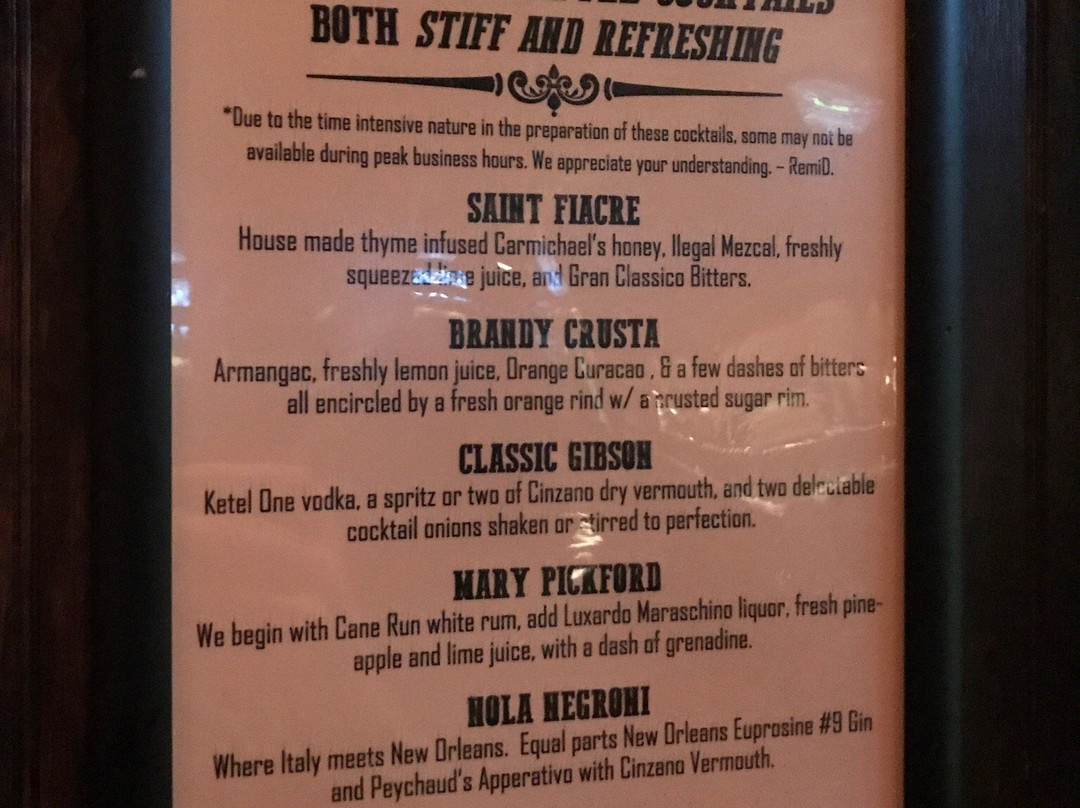 COCKTAILS
BOTH STIFF AND REFRESHING
*Due to the time intensive nature in the preparation of these cocktails, some may not be
available during peak business hours. We appreciate your understanding. – RemiD.
SAINT FIACRE
House made thyme infused Carmichael's honey, Ilegal Mezcal, freshly
squeezed lime juice, and Gran Classico Bitters.
BRANDY CRUSTA
Armangac, freshly lemon juice, Orange Curacao , & a few dashes of bitters
all encircled by a fresh orange rind w/ a crusted sugar rim.
CLASSIC GIBSON
Ketel One vodka, a spritz or two of Cinzano dry vermouth, and two delectable
cocktail onions shaken or stirred to perfection.
MARY PICKFORD
We begin with Cane Run white rum, add Luxardo Maraschino liquor, fresh pine-
apple and lime juice, with a dash of grenadine.
NOLA NEGRONI
Where Italy meets New Orleans. Equal parts New Orleans Euprosine #9 Gin
and Peychaud's Apperativo with Cinzano Vermouth.